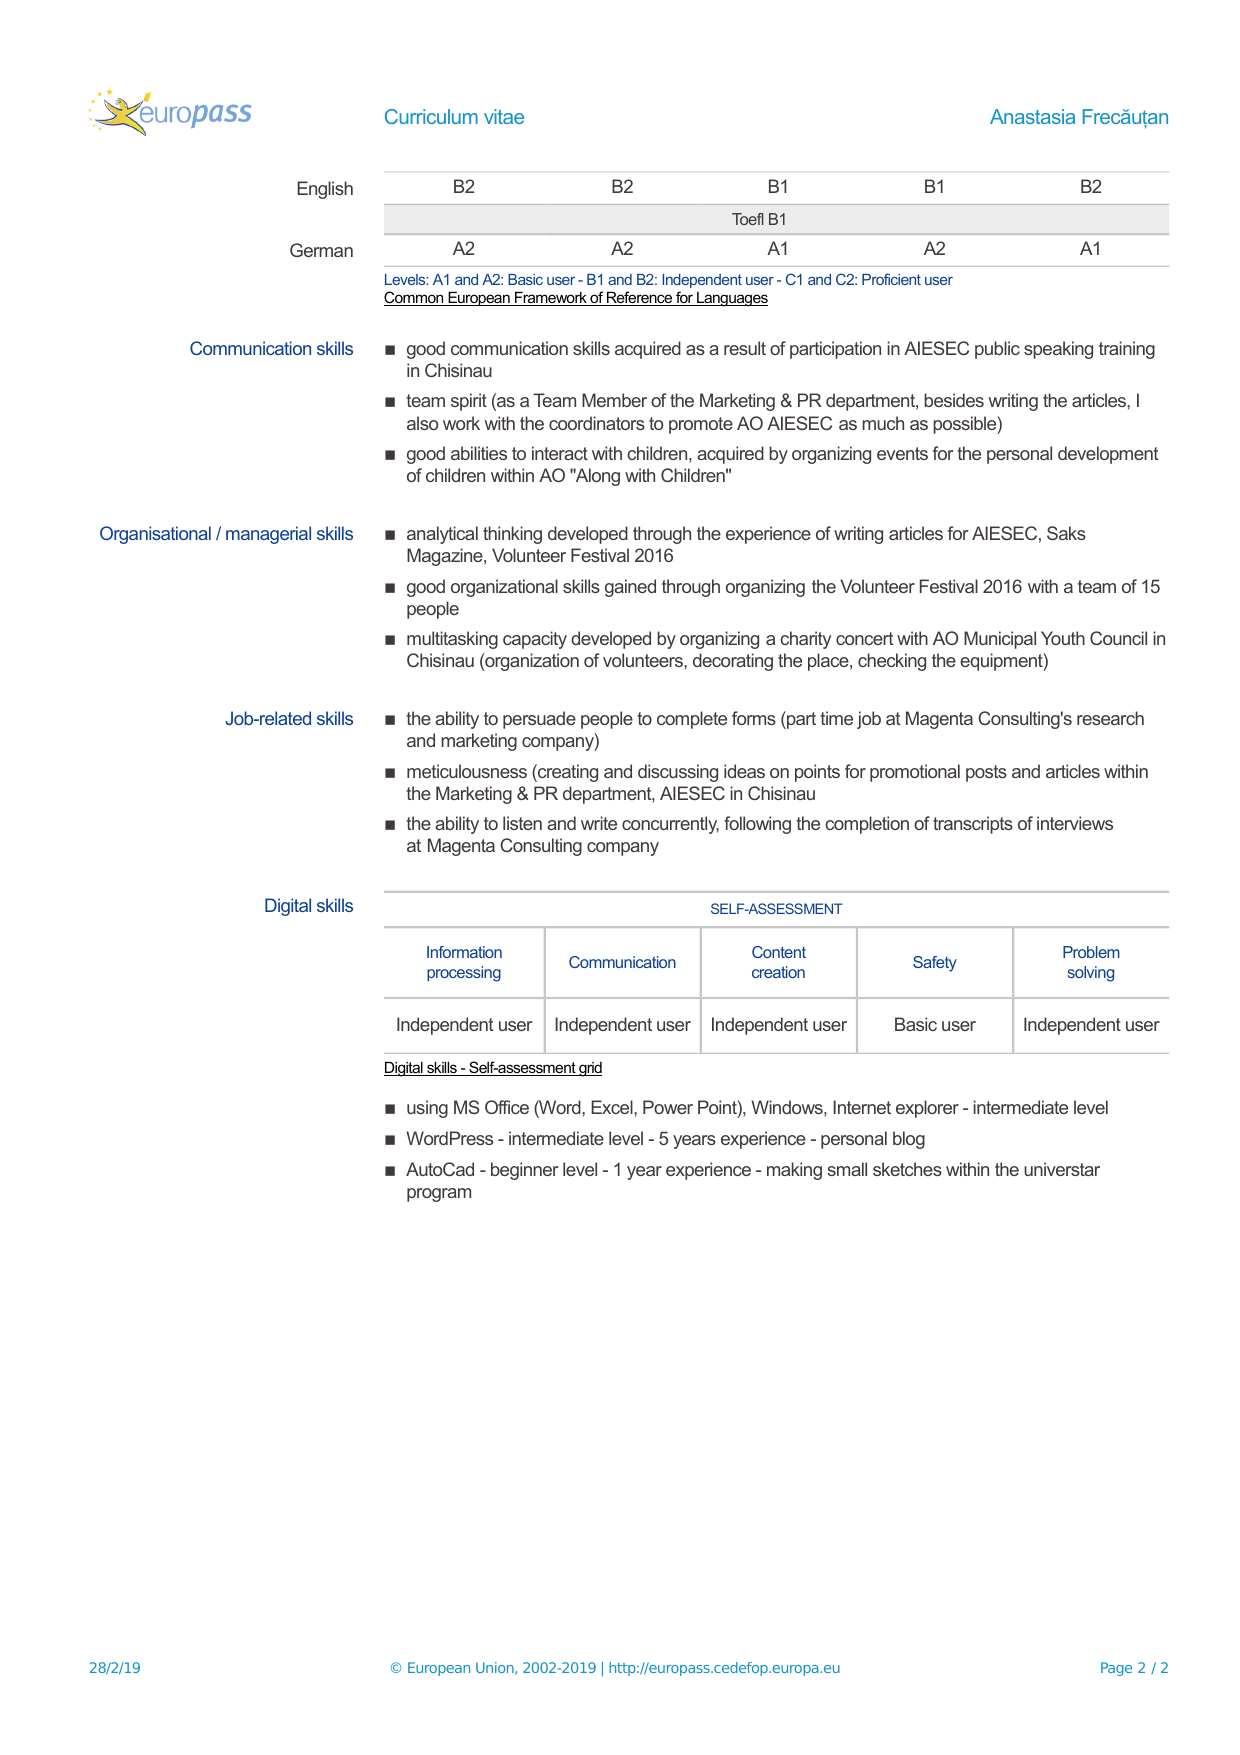 europass
Curriculum vitae
Anastasia Frecăuțan
English
B2 B2 B1 B1 B2
Toefl B1
German
A2 A2 A1 A2 A1
Levels: A1 and A2: Basic user - B1 and B2: Independent user - C1 and C2: Proficient user
Common European Framework of Reference for Languages
Communication skills
▪ good communication skills acquired as a result of participation in AIESEC public speaking training
in Chisinau
▪ team spirit (as a Team Member of the Marketing & PR department, besides writing the articles, I
also work with the coordinators to promote AO AIESEC as much as possible)
▪ good abilities to interact with children, acquired by organizing events for the personal development
of children within AO "Along with Children"
Organisational / managerial skills
▪ analytical thinking developed through the experience of writing articles for AIESEC, Saks
Magazine, Volunteer Festival 2016
▪ good organizational skills gained through organizing the Volunteer Festival 2016 with a team of 15
people
▪ multitasking capacity developed by organizing a charity concert with AO Municipal Youth Council in
Chisinau (organization of volunteers, decorating the place, checking the equipment)
Job-related skills
▪ the ability to persuade people to complete forms (part time job at Magenta Consulting's research
and marketing company)
▪ meticulousness (creating and discussing ideas on points for promotional posts and articles within
the Marketing & PR department, AIESEC in Chisinau
▪ the ability to listen and write concurrently, following the completion of transcripts of interviews
at Magenta Consulting company
Digital skills
SELF-ASSESSMENT
Information
processing
Communication
Content
creation
Safety
Problem
solving
Independent user Independent user Independent user Basic user Independent user
Digital skills - Self-assessment grid
▪ using MS Office (Word, Excel, Power Point), Windows, Internet explorer - intermediate level
▪ WordPress - intermediate level - 5 years experience - personal blog
▪ AutoCad - beginner level - 1 year experience - making small sketches within the universtar
program
28/2/19
© European Union, 2002-2019 | http://europass.cedefop.europa.eu
Page 2 / 2